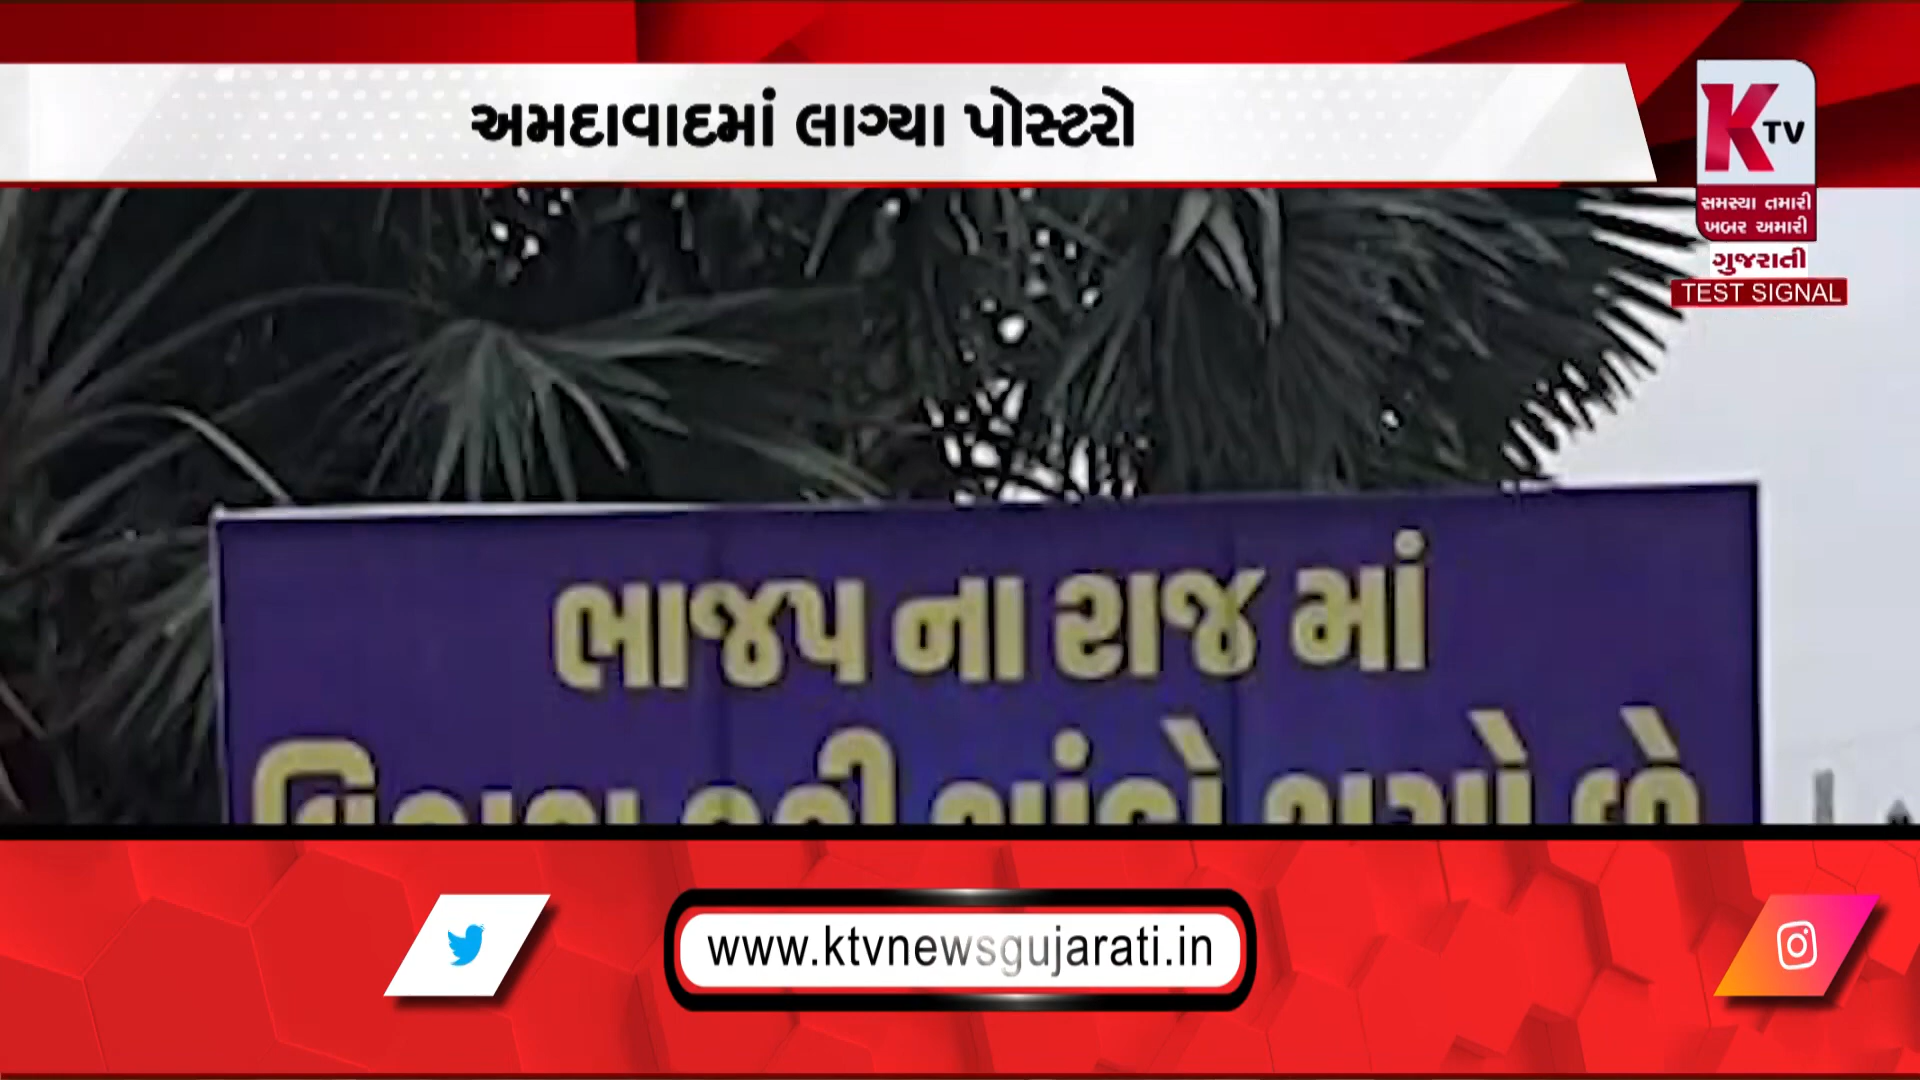 અમદાવાદમાં લાગ્યા પોસ્ટરો
K TV
સમસ્યા તમારી
ખબર અમારી
ગુજરાતી
TEST SIGNAL
ભાજપ ના રાજ માં
છે
www.ktvnewsgujarati.in